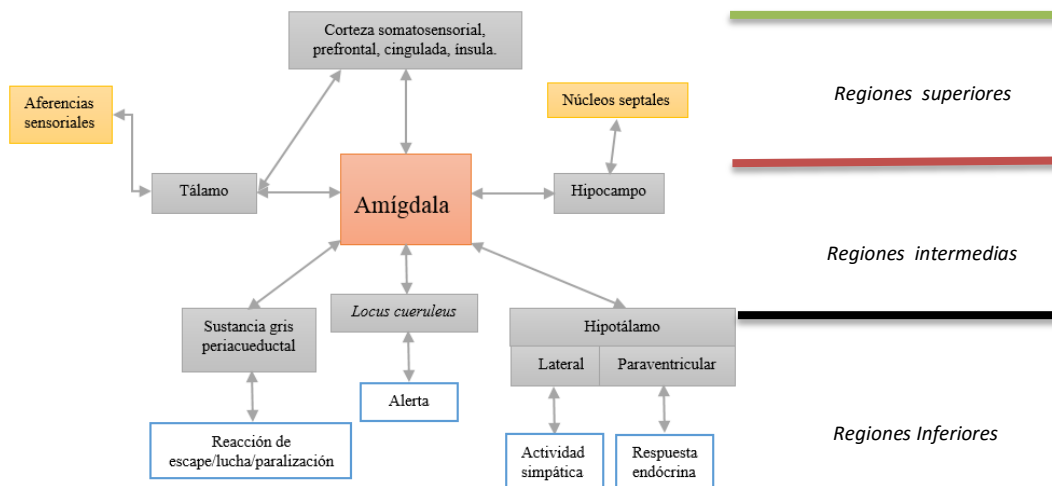 Corteza somatosensorial,
prefrontal, cingulada, ínsula.
Regiones superiores
Aferencias
sensoriales
Núcleos septales
Tálamo
Amígdala
Hipocampo
Regiones intermedias
Sustancia gris
periacueductal
Locus cueruleus
Hipotálamo
Lateral
Paraventricular
Alerta
Reacción de
escape/lucha/paralización
Actividad
simpática
Respuesta
endócrina
Regiones Inferiores